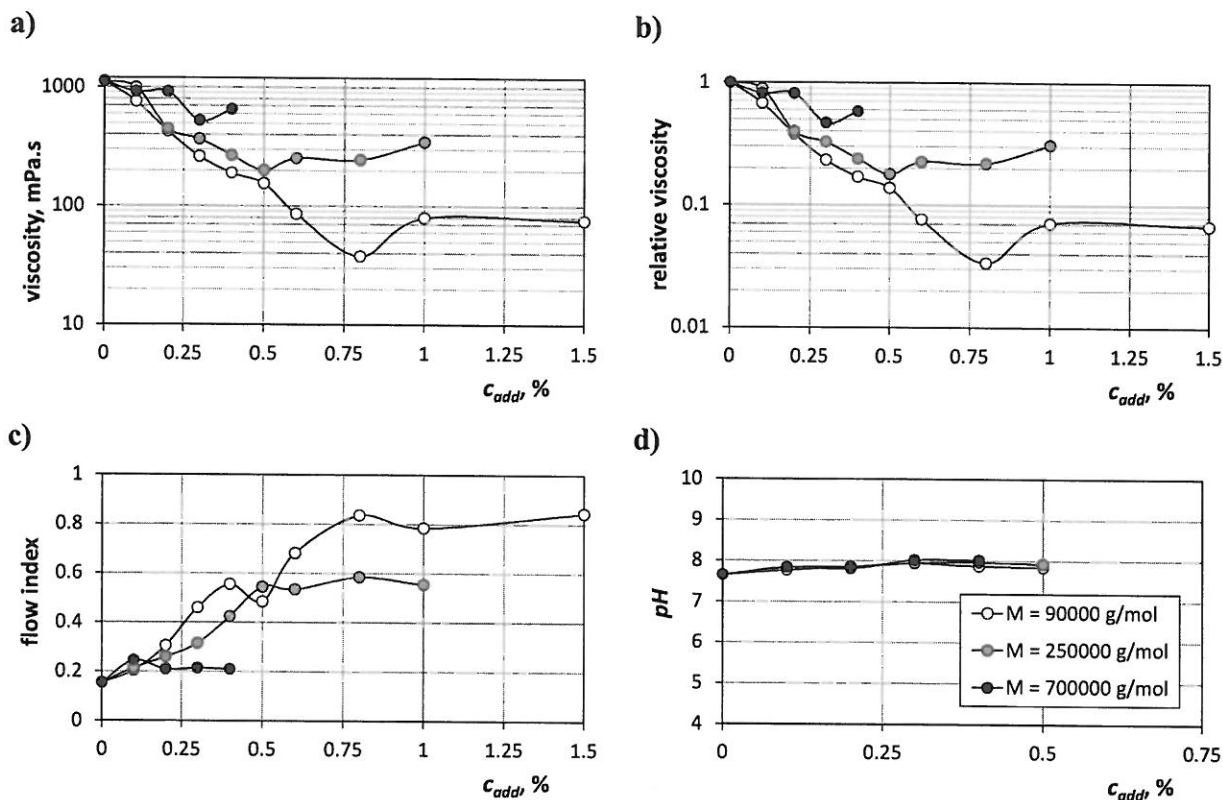 a)
viscosity, mPa.s
1000
100
10
0 0.25 0.5 0.75 1 1.25 1.5
c_add, %
b)
relative viscosity
1
0.1
0.01
0 0.25 0.5 0.75 1 1.25 1.5
c_add, %
c)
flow index
1
0.8
0.6
0.4
0.2
0
0 0.25 0.5 0.75 1 1.25 1.5
c_add, %
d)
pH
10
9
8
7
6
5
4
0 0.25 0.5 0.75
c_add, %
M = 90000 g/mol
M = 250000 g/mol
M = 700000 g/mol